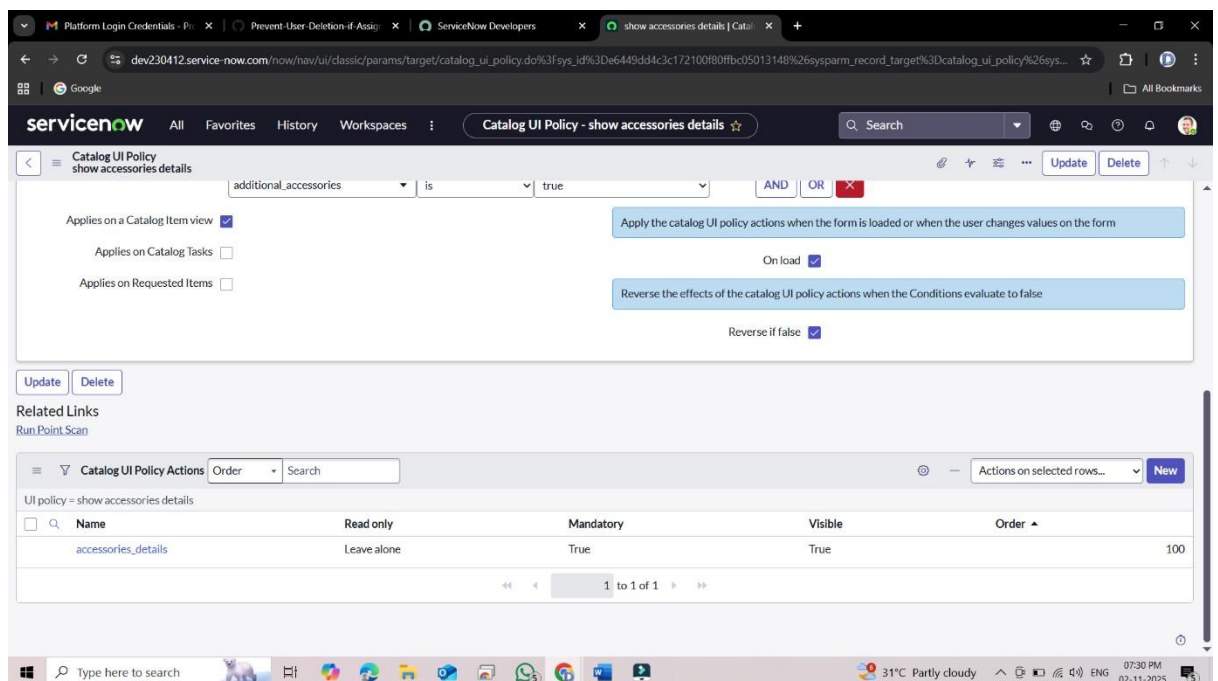 Platform Login Credentials - Pr
Prevent-User-Deletion-if-Assig
ServiceNow Developers
show accessories details | Catal
dev230412.service-now.com/now/nav/ui/classic/params/target/catalog_ui_policy.do%3Fsys_id%3De6449dd4c3c172100f80ffbc05013148%26sysparm_record_target%3Dcatalog_ui_policy%26sys...
Google
All Bookmarks
servicenow All Favorites History Workspaces
Catalog UI Policy - show accessories details
Search
Catalog UI Policy
show accessories details
Update Delete
additional_accessories is true AND OR
Applies on a Catalog Item view
Apply the catalog UI policy actions when the form is loaded or when the user changes values on the form
Applies on Catalog Tasks
On load
Applies on Requested Items
Reverse the effects of the catalog UI policy actions when the Conditions evaluate to false
Reverse if false
Update Delete
Related Links
Run Point Scan
Catalog UI Policy Actions Order Search Actions on selected rows... New
UI policy = show accessories details
Name Read only Mandatory Visible Order
accessories_details Leave alone True True 100
1 to 1 of 1
Type here to search
31°C Partly cloudy ENG 07:30 PM
02-11-2025